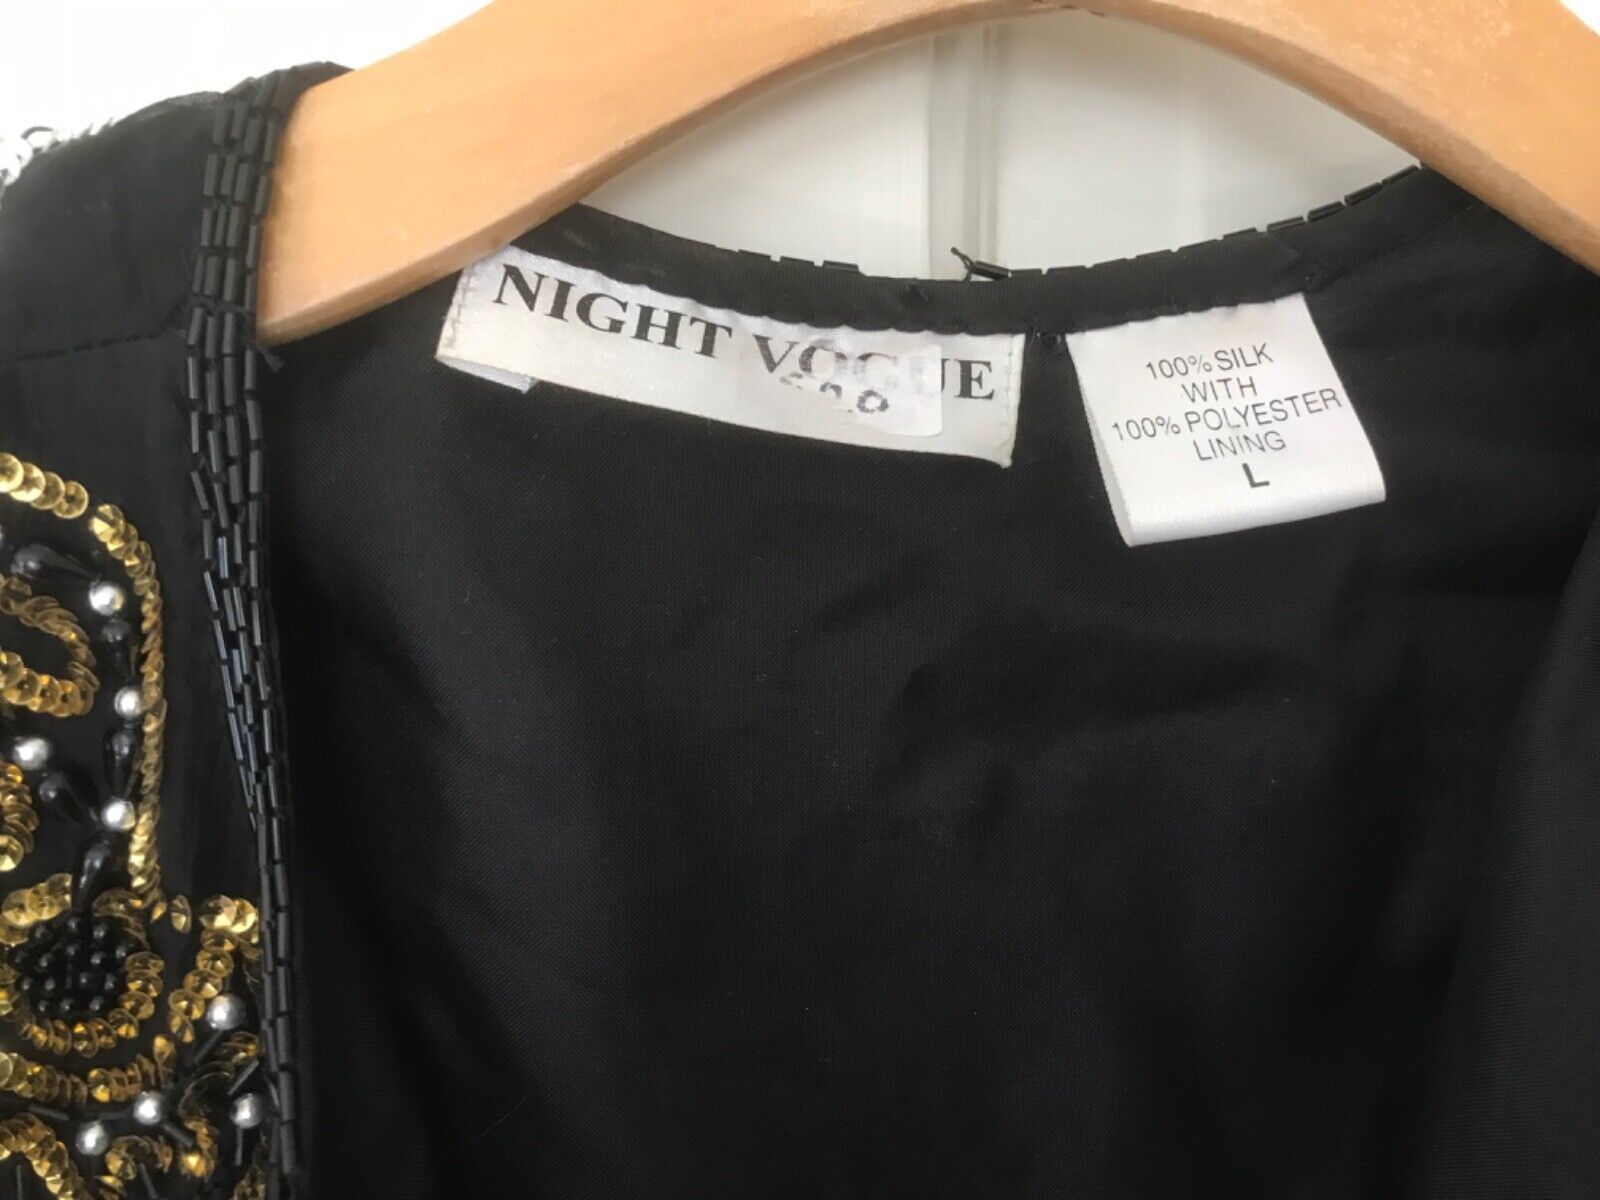 NIGHT VOGUE
100% SILK
WITH
100% POLYESTER
LINING
L